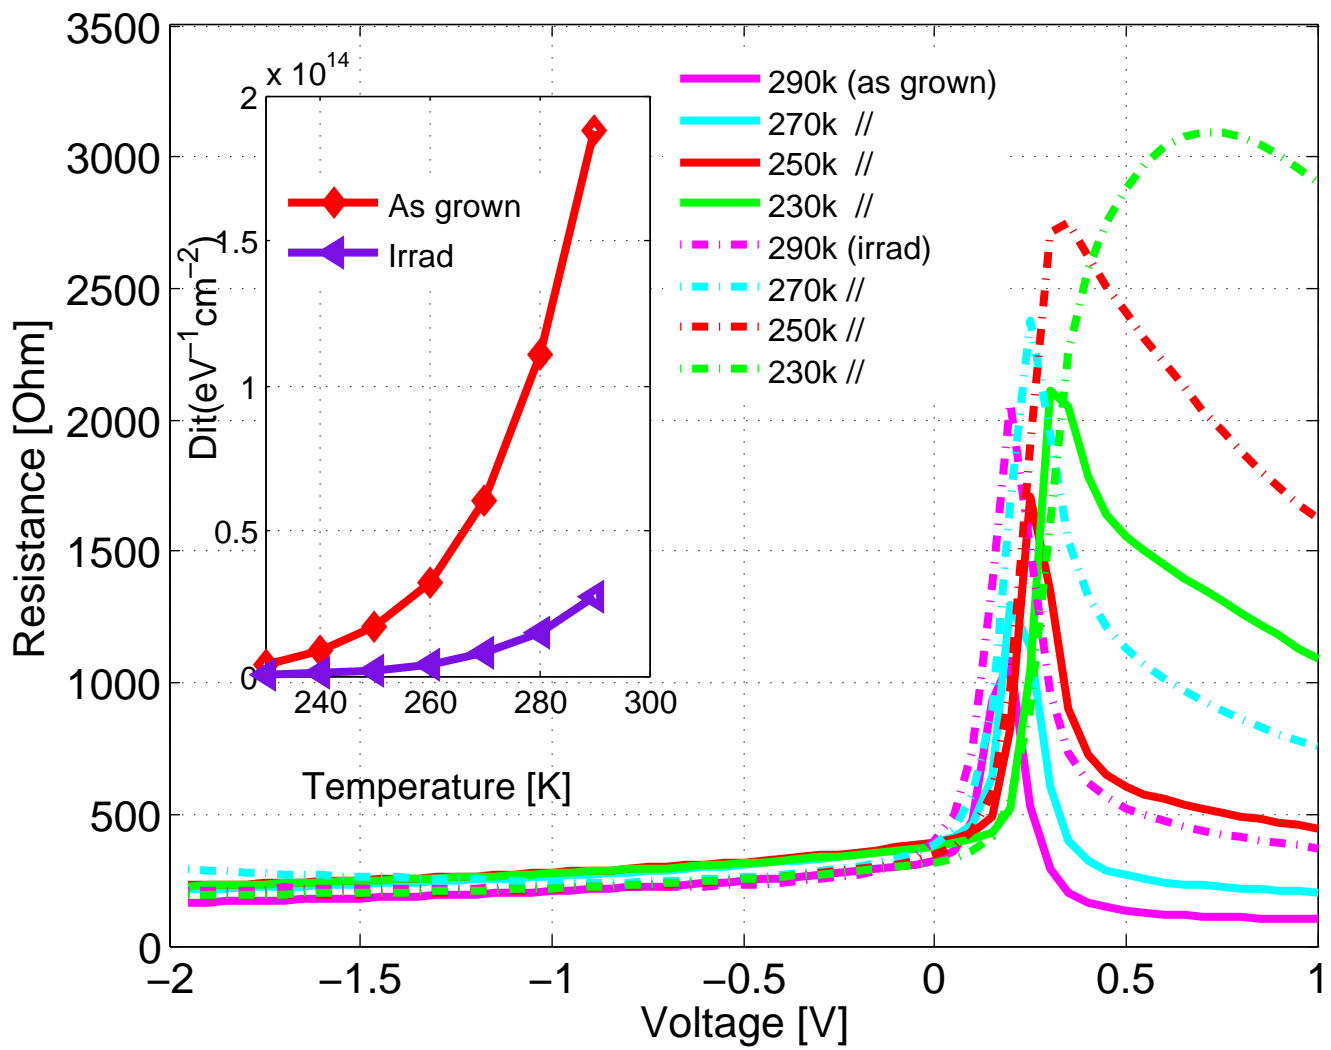 3500
3000
2500
2000
1500
1000
500
0
Resistance [Ohm]
−2
−1.5
−1
−0.5
0
0.5
1
Voltage [V]
x 10^14
2
1.5
1
0.5
0
Dit(eV^−1cm^−2)
240
260
280
300
Temperature [K]
As grown
Irrad
290k (as grown)
270k //
250k //
230k //
290k (irrad)
270k //
250k //
230k //